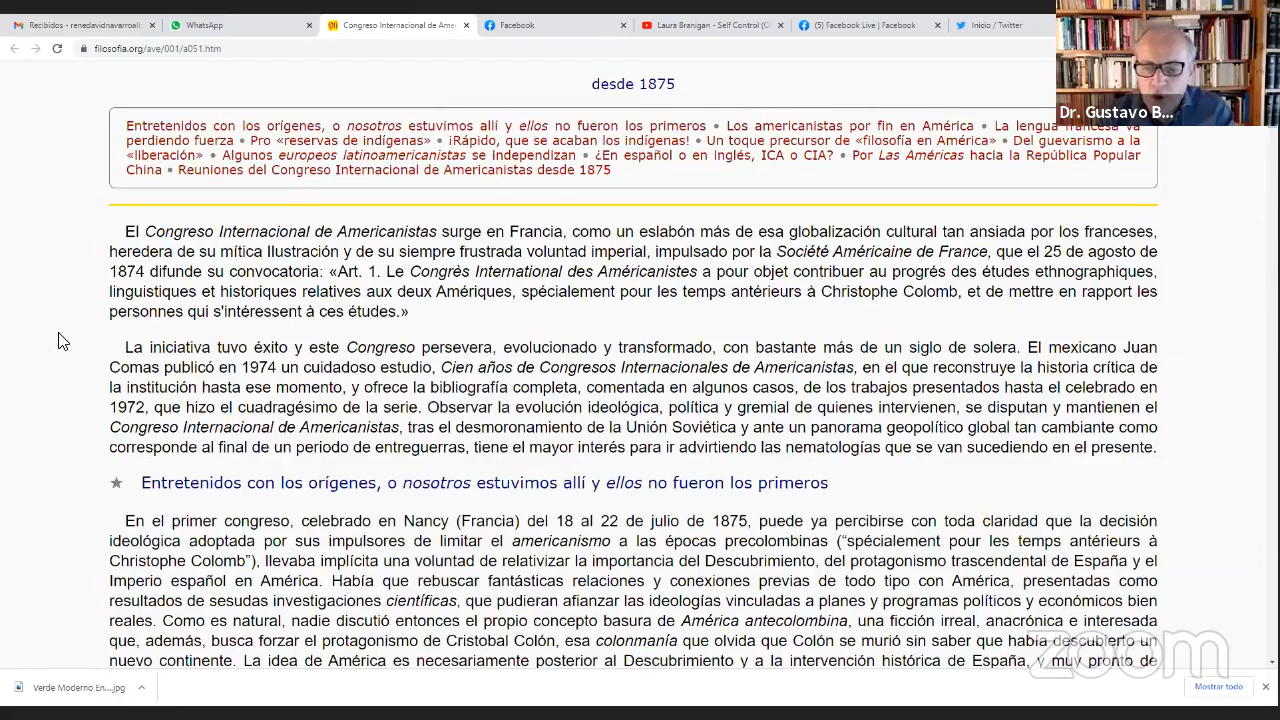 Recibidos - renedavidnavarroali
WhatsApp
Congreso Internacional de Amer
Facebook
Laura Branigan - Self Control (O
(5) Facebook Live | Facebook
Inicio / Twitter
filosofia.org/ave/001/a051.htm
Dr. Gustavo B...
desde 1875
Entretenidos con los orígenes, o nosotros estuvimos allí y ellos no fueron los primeros • Los americanistas por fin en América • La lengua francesa va
perdiendo fuerza • Pro «reservas de indígenas» • ¡Rápido, que se acaban los indígenas! • Un toque precursor de «filosofía en América» • Del guevarismo a la
«liberación» • Algunos europeos latinoamericanistas se independizan • ¿En español o en Inglés, ICA o CIA? • Por Las Américas hacia la República Popular
China • Reuniones del Congreso Internacional de Americanistas desde 1875
El Congreso Internacional de Americanistas surge en Francia, como un eslabón más de esa globalización cultural tan ansiada por los franceses,
heredera de su mítica Ilustración y de su siempre frustrada voluntad imperial, impulsado por la Société Américaine de France, que el 25 de agosto de
1874 difunde su convocatoria: «Art. 1. Le Congrès International des Américanistes a pour objet contribuer au progrés des études ethnographiques,
linguistiques et historiques relatives aux deux Amériques, spécialement pour les temps antérieurs à Christophe Colomb, et de mettre en rapport les
personnes qui s'intéressent à ces études.»
La iniciativa tuvo éxito y este Congreso persevera, evolucionado y transformado, con bastante más de un siglo de solera. El mexicano Juan
Comas publicó en 1974 un cuidadoso estudio, Cien años de Congresos Internacionales de Americanistas, en el que reconstruye la historia crítica de
la institución hasta ese momento, y ofrece la bibliografía completa, comentada en algunos casos, de los trabajos presentados hasta el celebrado en
1972, que hizo el cuadragésimo de la serie. Observar la evolución ideológica, política y gremial de quienes intervienen, se disputan y mantienen el
Congreso Internacional de Americanistas, tras el desmoronamiento de la Unión Soviética y ante un panorama geopolítico global tan cambiante como
corresponde al final de un periodo de entreguerras, tiene el mayor interés para ir advirtiendo las nematologías que se van sucediendo en el presente.
★ Entretenidos con los orígenes, o nosotros estuvimos allí y ellos no fueron los primeros
En el primer congreso, celebrado en Nancy (Francia) del 18 al 22 de julio de 1875, puede ya percibirse con toda claridad que la decisión
ideológica adoptada por sus impulsores de limitar el americanismo a las épocas precolombinas (“spécialement pour les temps antérieurs à
Christophe Colomb”), llevaba implícita una voluntad de relativizar la importancia del Descubrimiento, del protagonismo trascendental de España y el
Imperio español en América. Había que rebuscar fantásticas relaciones y conexiones previas de todo tipo con América, presentadas como
resultados de sesudas investigaciones científicas, que pudieran afianzar las ideologías vinculadas a planes y programas políticos y económicos bien
reales. Como es natural, nadie discutió entonces el propio concepto basura de América antecolombina, una ficción irreal, anacrónica e interesada
que, además, busca forzar el protagonismo de Cristobal Colón, esa colonmanía que olvida que Colón se murió sin saber que había descubierto un
nuevo continente. La idea de América es necesariamente posterior al Descubrimiento y a la intervención histórica de España, y muy pronto de
zoom
Verde Moderno En....jpg
Mostrar todo